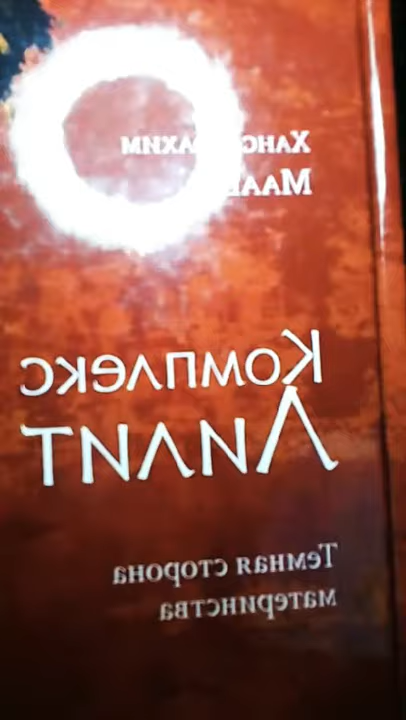 Ханс
Комплекс
Лилит
Темная сторона
материнства